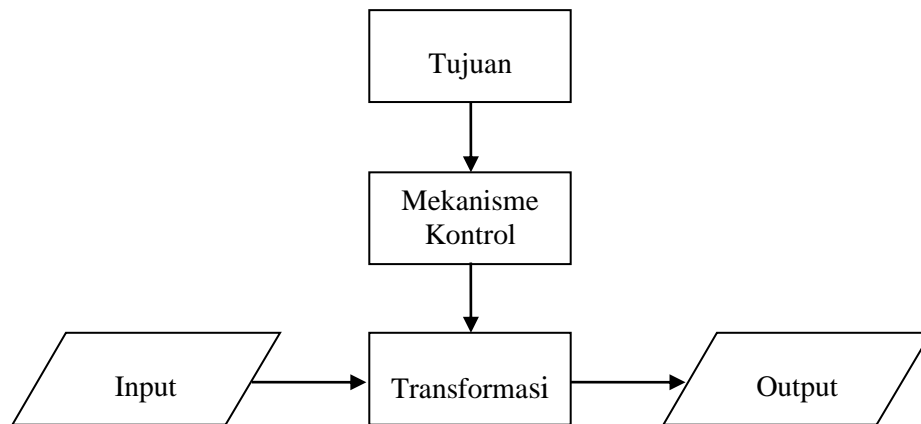 Tujuan
Mekanisme
Kontrol
Input
Transformasi
Output